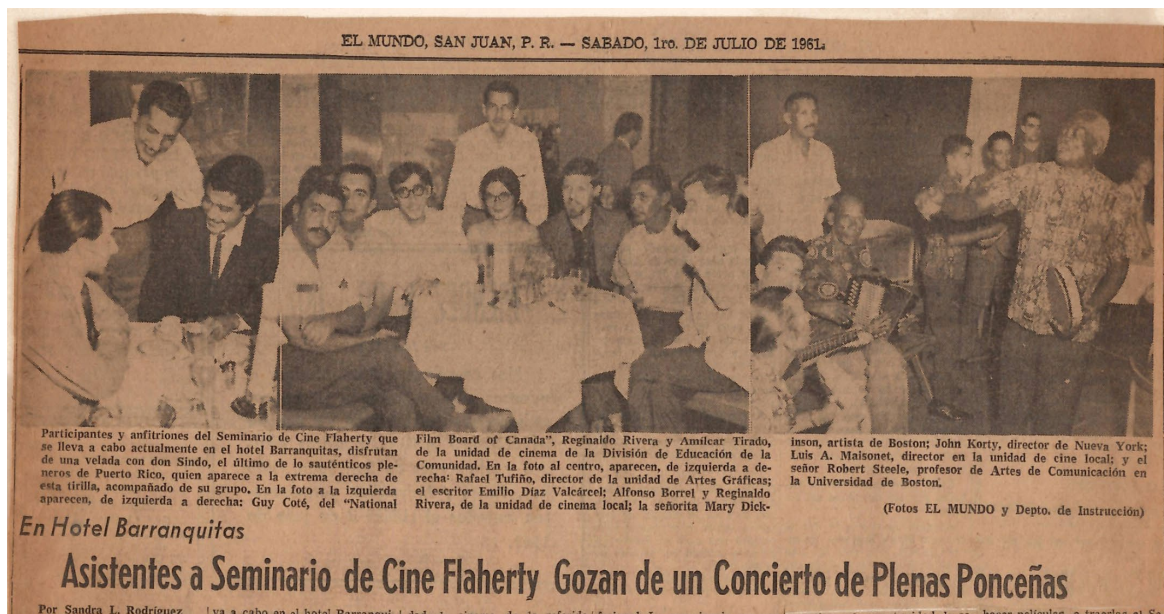 EL MUNDO, SAN JUAN, P. R. — SABADO, 1ro. DE JULIO DE 1961.
Participantes y anfitriones del Seminario de Cine Flaherty que
se lleva a cabo actualmente en el hotel Barranquitas, disfrutan
de una velada con don Sindo, el último de lo sauténticos ple-
neros de Puerto Rico, quien aparece a la extrema derecha de
esta tirilla, acompañado de su grupo. En la foto a la izquierda
aparecen, de izquierda a derecha: Guy Coté, del "National
Film Board of Canada", Reginaldo Rivera y Amílcar Tirado,
de la unidad de cinema de la División de Educación de la
Comunidad. En la foto al centro, aparecen, de izquierda a de-
recha: Rafael Tufiño, director de la unidad de Artes Gráficas;
el escritor Emilio Díaz Valcárcel; Alfonso Borrel y Reginaldo
Rivera, de la unidad de cinema local; la señorita Mary Dick-
inson, artista de Boston; John Korty, director de Nueva York;
Luis A. Maisonet, director en la unidad de cine local; y el
señor Robert Steele, profesor de Artes de Comunicación en
la Universidad de Boston.
(Fotos EL MUNDO y Depto. de Instrucción)
En Hotel Barranquitas
Asistentes a Seminario de Cine Flaherty Gozan de un Concierto de Plenas Ponceñas
Por Sandra L. Rodríguez
va a cabo en el hotel Barranqui-